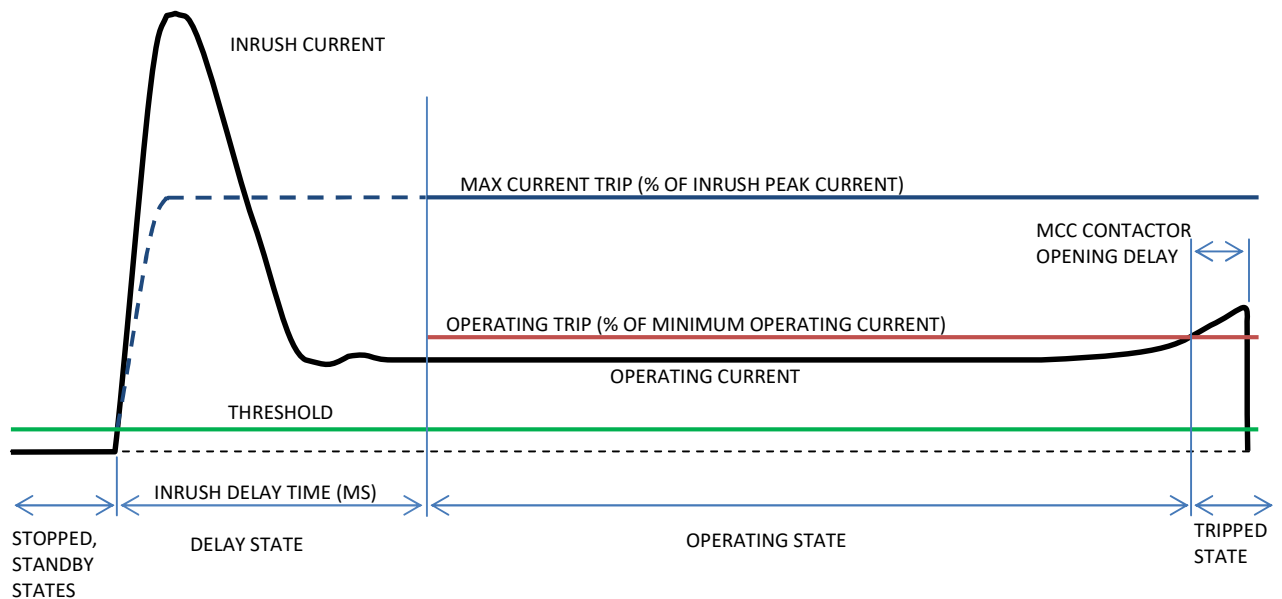 INRUSH CURRENT
MAX CURRENT TRIP (% OF INRUSH PEAK CURRENT)
MCC CONTACTOR
OPENING DELAY
OPERATING TRIP (% OF MINIMUM OPERATING CURRENT)
OPERATING CURRENT
THRESHOLD
INRUSH DELAY TIME (MS)
STOPPED,
STANDBY
STATES
DELAY STATE
OPERATING STATE
TRIPPED
STATE